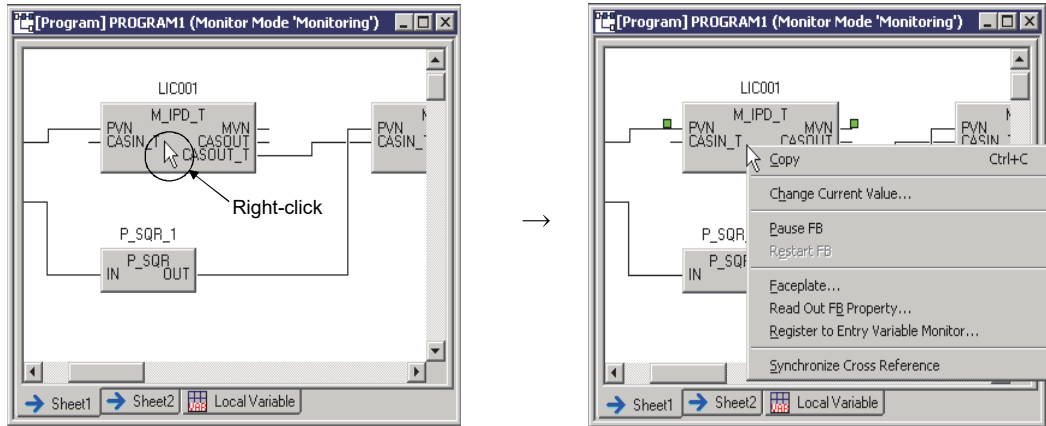 [Program] PROGRAM1 (Monitor Mode 'Monitoring')
LIC001
M_IPD_T
PVN
MVN
CASIN_T
CASOUT
CASOUT_T
PVN
CASIN_
Right-click
P_SQR_1
P_SQR
IN
OUT
Sheet1
Sheet2
Local Variable
→
[Program] PROGRAM1 (Monitor Mode 'Monitoring')
LIC001
M_IPD_T
PVN
MVN
CASIN_T
CASOUT
PVN
CASIN_
Copy Ctrl+C
Change Current Value...
Pause FB
Restart FB
Faceplate...
Read Out FB Property...
Register to Entry Variable Monitor...
Synchronize Cross Reference
P_SQR
P_SQR
IN
Sheet1
Sheet2
Local Variable